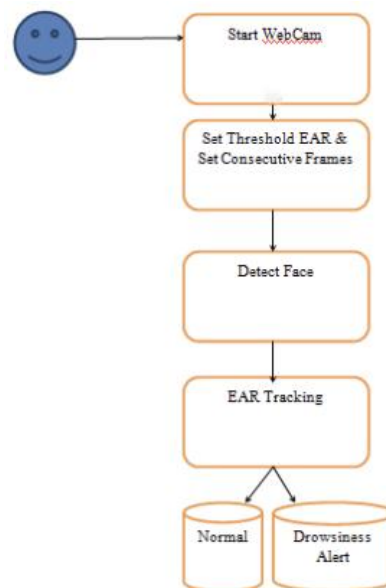 Start WebCam
Set Threshold EAR &
Set Consecutive Frames
Detect Face
EAR Tracking
Normal
Drowsiness
Alert